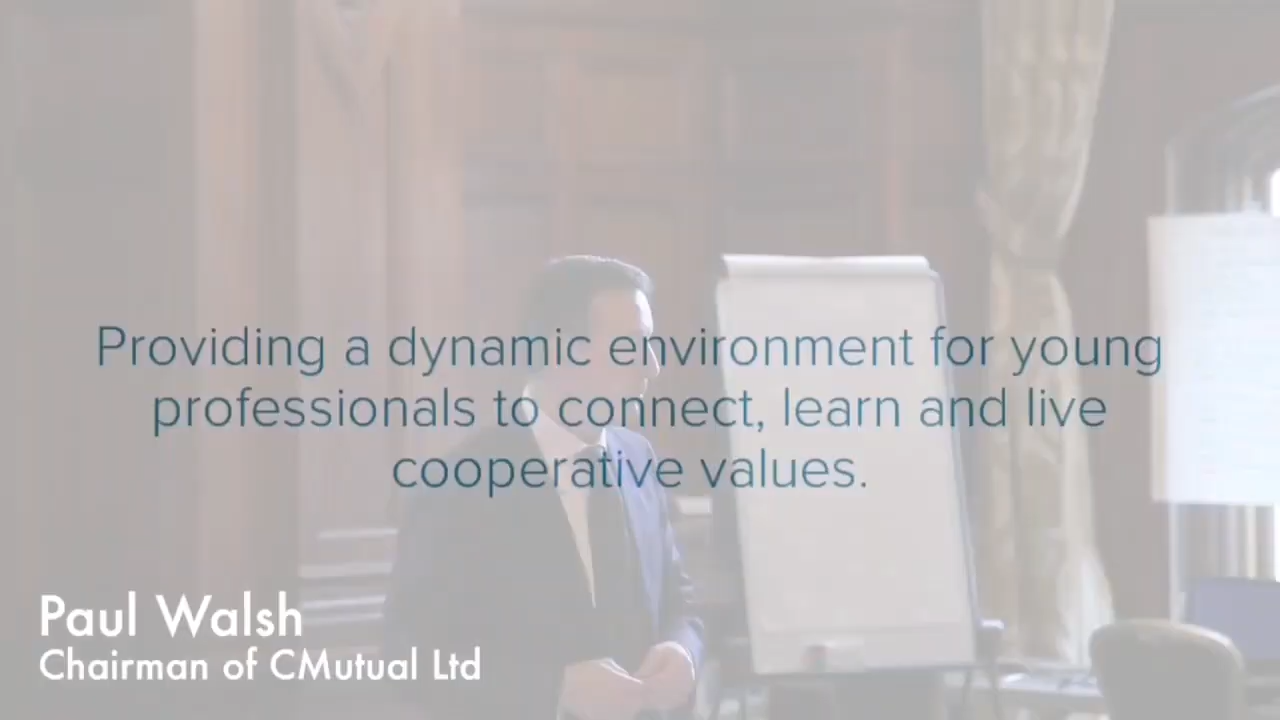 Providing a dynamic environment for young
professionals to connect, learn and live
cooperative values.
Paul Walsh
Chairman of CMutual Ltd